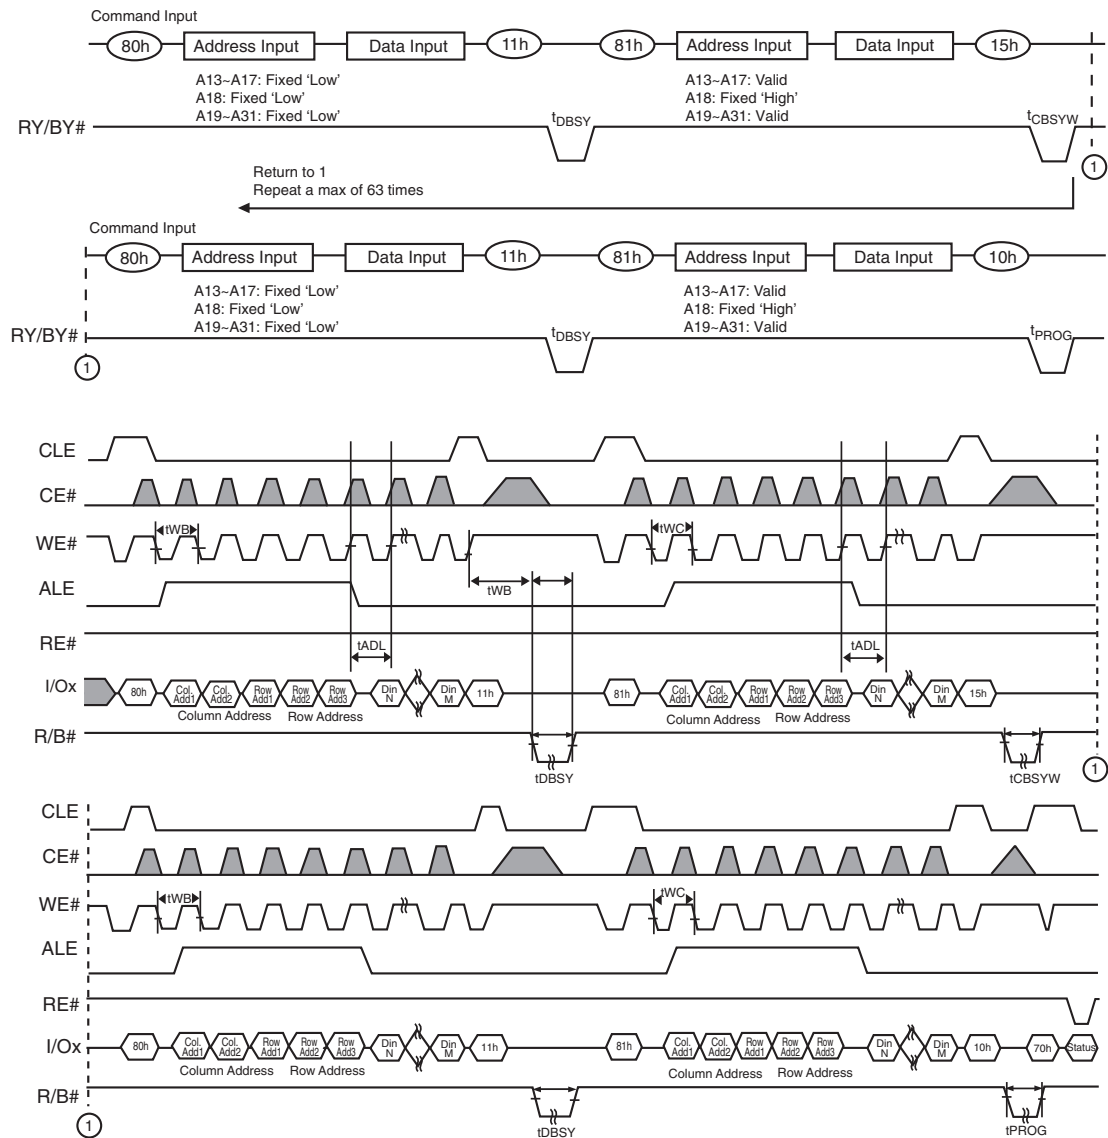 Command Input
80h Address Input Data Input 11h 81h Address Input Data Input 15h
A13~A17: Fixed 'Low' A13~A17: Valid
A18: Fixed 'Low' A18: Fixed 'High'
A19~A31: Fixed 'Low' A19~A31: Valid
RY/BY# tDBSY tCBSYW
1
Return to 1
Repeat a max of 63 times
Command Input
80h Address Input Data Input 11h 81h Address Input Data Input 10h
A13~A17: Fixed 'Low' A13~A17: Valid
A18: Fixed 'Low' A18: Fixed 'High'
A19~A31: Fixed 'Low' A19~A31: Valid
RY/BY# tDBSY tPROG
1
CLE
CE#
WE# tWB tWC
ALE tWB
RE# tADL tADL
I/Ox 80h Col. Add1 Col. Add2 Row Add1 Row Add2 Row Add3 Din N Din M 11h 81h Col. Add1 Col. Add2 Row Add1 Row Add2 Row Add3 Din N Din M 15h
Column Address Row Address Column Address Row Address
R/B# tDBSY tCBSYW
1
CLE
CE#
WE# tWB tWC
ALE
RE#
I/Ox 80h Col. Add1 Col. Add2 Row Add1 Row Add2 Row Add3 Din N Din M 11h 81h Col. Add1 Col. Add2 Row Add1 Row Add2 Row Add3 Din N Din M 10h 70h Status
Column Address Row Address Column Address Row Address
R/B# tDBSY tPROG
1